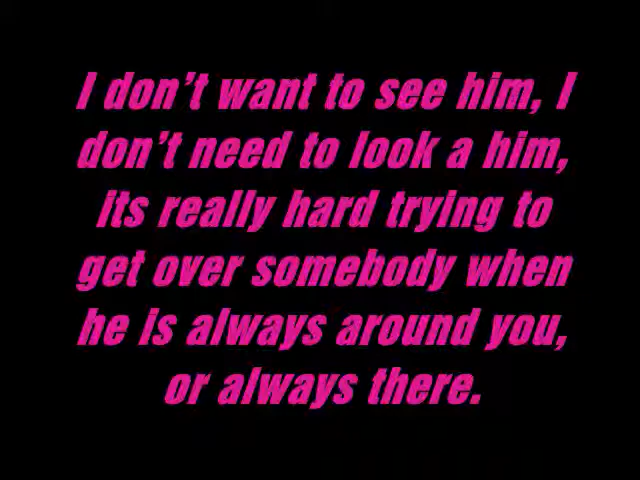 I don’t want to see him, I
don’t need to look a him,
its really hard trying to
get over somebody when
he is always around you,
or always there.